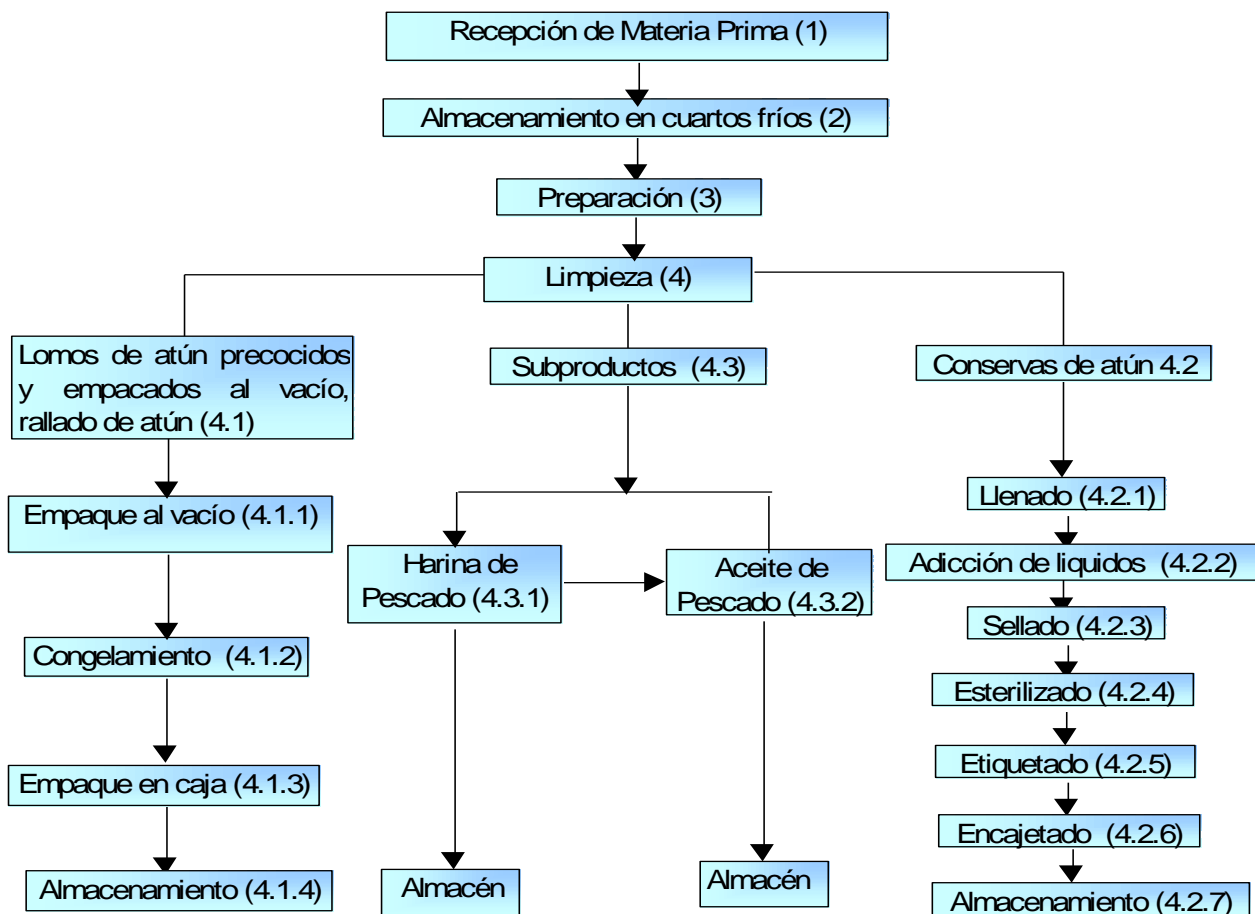 Recepción de Materia Prima (1)
Almacenamiento en cuartos fríos (2)
Preparación (3)
Limpieza (4)
Lomos de atún precocidos
y empacados al vacío,
rallado de atún (4.1)
Subproductos (4.3)
Conservas de atún 4.2
Empaque al vacío (4.1.1)
Llenado (4.2.1)
Harina de
Pescado (4.3.1)
Aceite de
Pescado (4.3.2)
Adicción de liquidos (4.2.2)
Sellado (4.2.3)
Congelamiento (4.1.2)
Esterilizado (4.2.4)
Empaque en caja (4.1.3)
Etiquetado (4.2.5)
Encajetado (4.2.6)
Almacenamiento (4.1.4)
Almacén
Almacén
Almacenamiento (4.2.7)